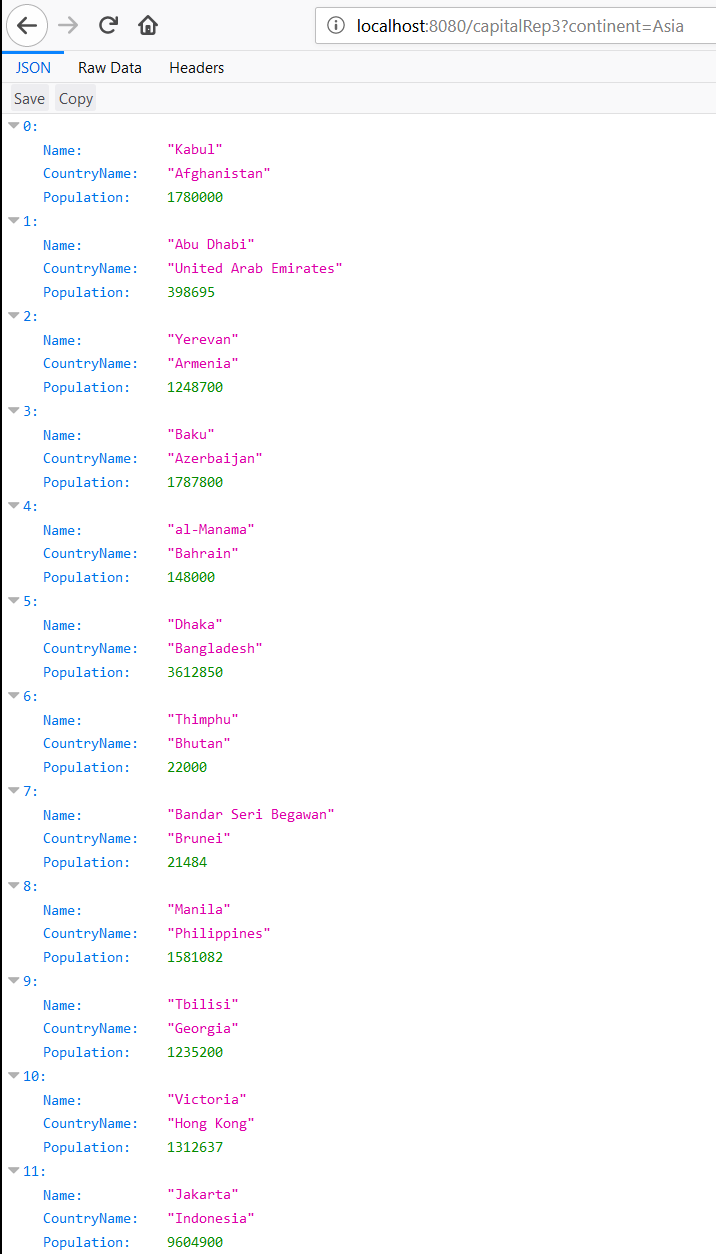 localhost:8080/capitalRep3?continent=Asia
JSON Raw Data Headers
Save Copy
0:
Name: "Kabul"
CountryName: "Afghanistan"
Population: 1780000
1:
Name: "Abu Dhabi"
CountryName: "United Arab Emirates"
Population: 398695
2:
Name: "Yerevan"
CountryName: "Armenia"
Population: 1248700
3:
Name: "Baku"
CountryName: "Azerbaijan"
Population: 1787800
4:
Name: "al-Manama"
CountryName: "Bahrain"
Population: 148000
5:
Name: "Dhaka"
CountryName: "Bangladesh"
Population: 3612850
6:
Name: "Thimphu"
CountryName: "Bhutan"
Population: 22000
7:
Name: "Bandar Seri Begawan"
CountryName: "Brunei"
Population: 21484
8:
Name: "Manila"
CountryName: "Philippines"
Population: 1581082
9:
Name: "Tbilisi"
CountryName: "Georgia"
Population: 1235200
10:
Name: "Victoria"
CountryName: "Hong Kong"
Population: 1312637
11:
Name: "Jakarta"
CountryName: "Indonesia"
Population: 9604900